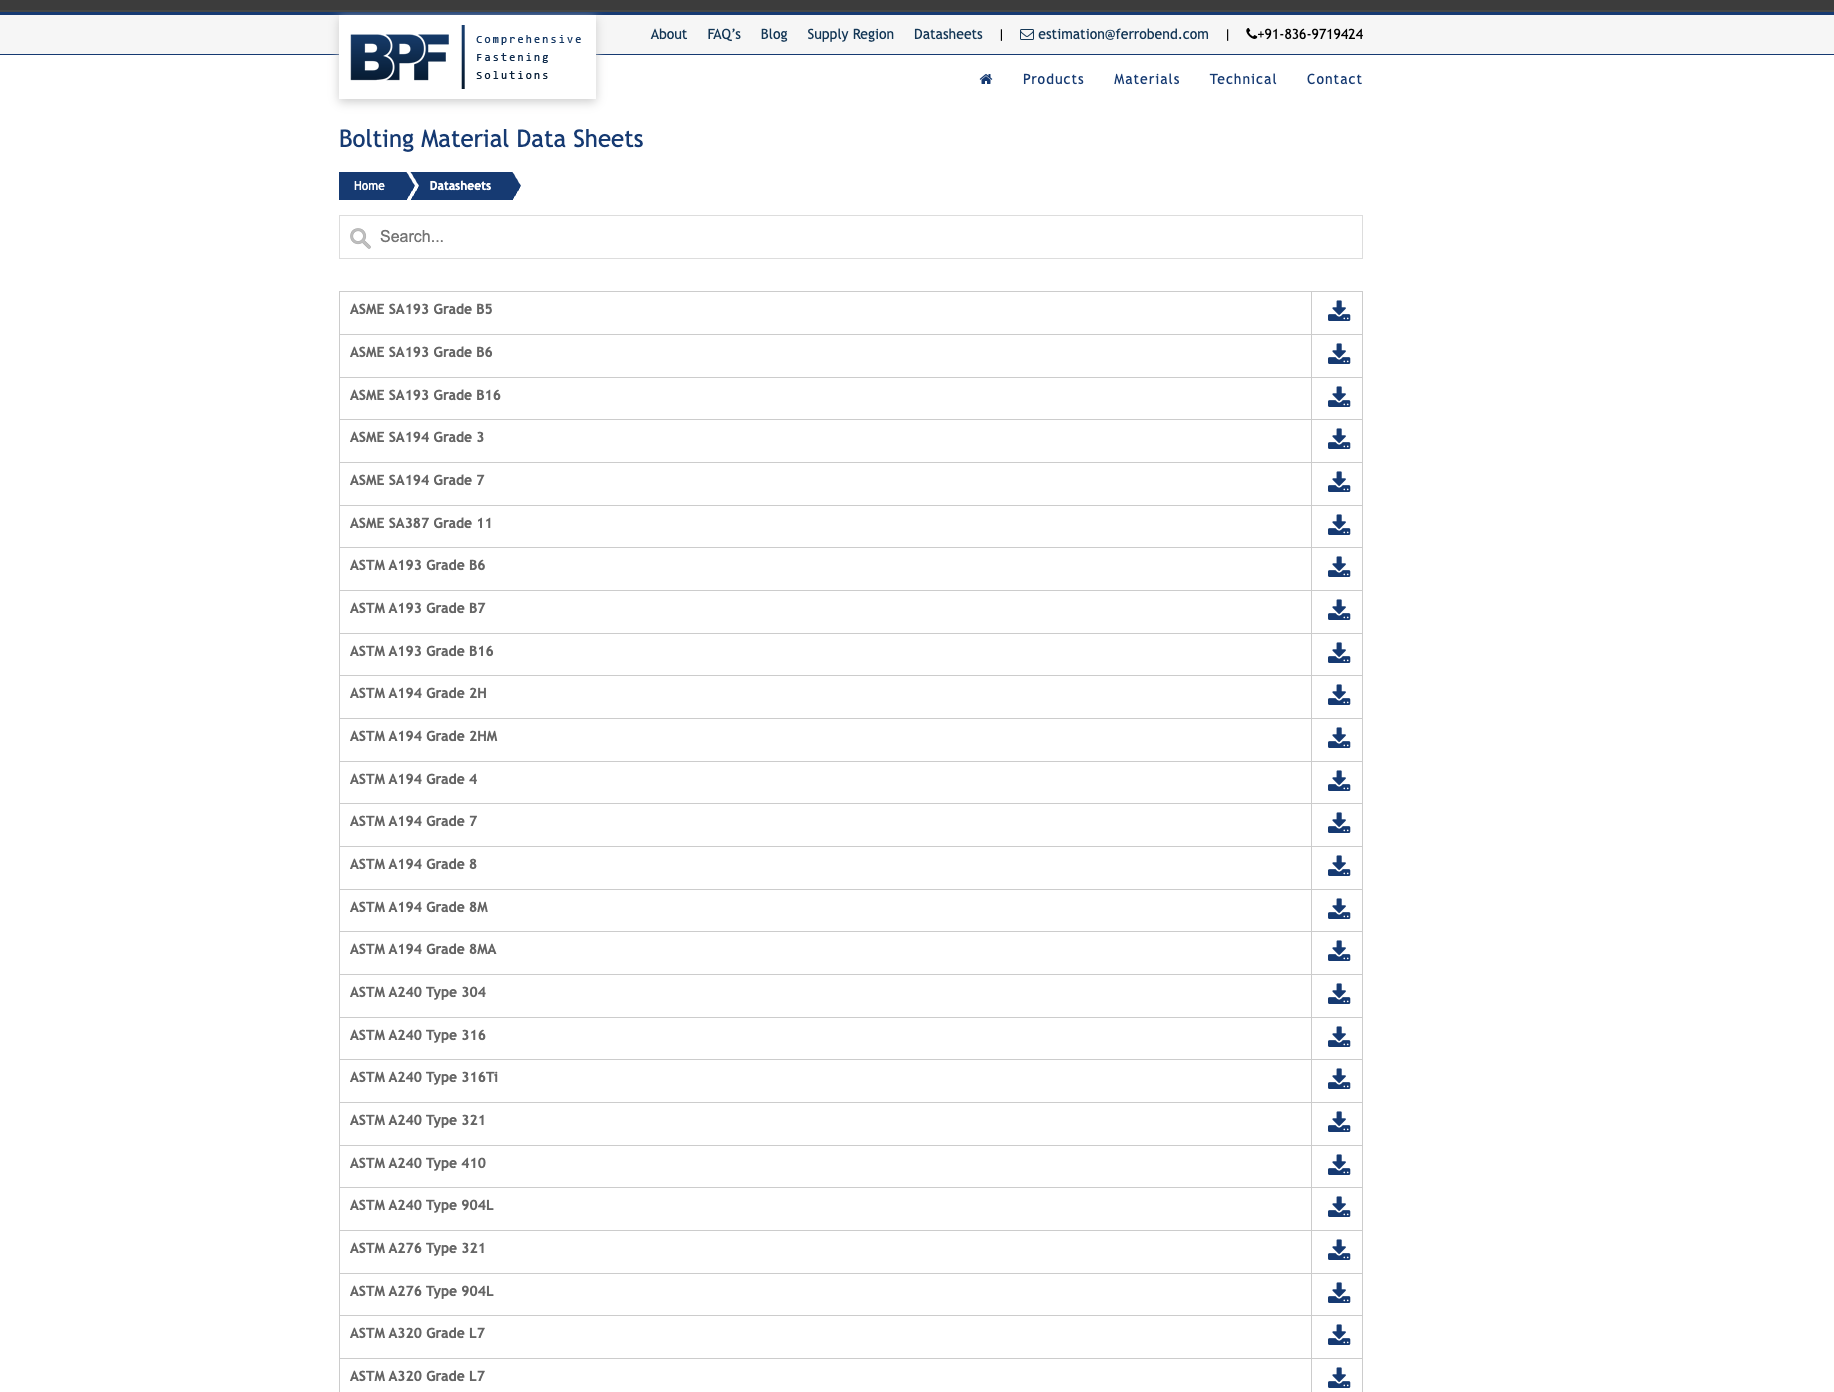 BPF
Comprehensive
Fastening
Solutions
About FAQ's Blog Supply Region Datasheets | estimation@ferrobend.com | +91-836-9719424
Products Materials Technical Contact
Bolting Material Data Sheets
Home Datasheets
Search...
ASME SA193 Grade B5
ASME SA193 Grade B6
ASME SA193 Grade B16
ASME SA194 Grade 3
ASME SA194 Grade 7
ASME SA387 Grade 11
ASTM A193 Grade B6
ASTM A193 Grade B7
ASTM A193 Grade B16
ASTM A194 Grade 2H
ASTM A194 Grade 2HM
ASTM A194 Grade 4
ASTM A194 Grade 7
ASTM A194 Grade 8
ASTM A194 Grade 8M
ASTM A194 Grade 8MA
ASTM A240 Type 304
ASTM A240 Type 316
ASTM A240 Type 316Ti
ASTM A240 Type 321
ASTM A240 Type 410
ASTM A240 Type 904L
ASTM A276 Type 321
ASTM A276 Type 904L
ASTM A320 Grade L7
ASTM A320 Grade L7